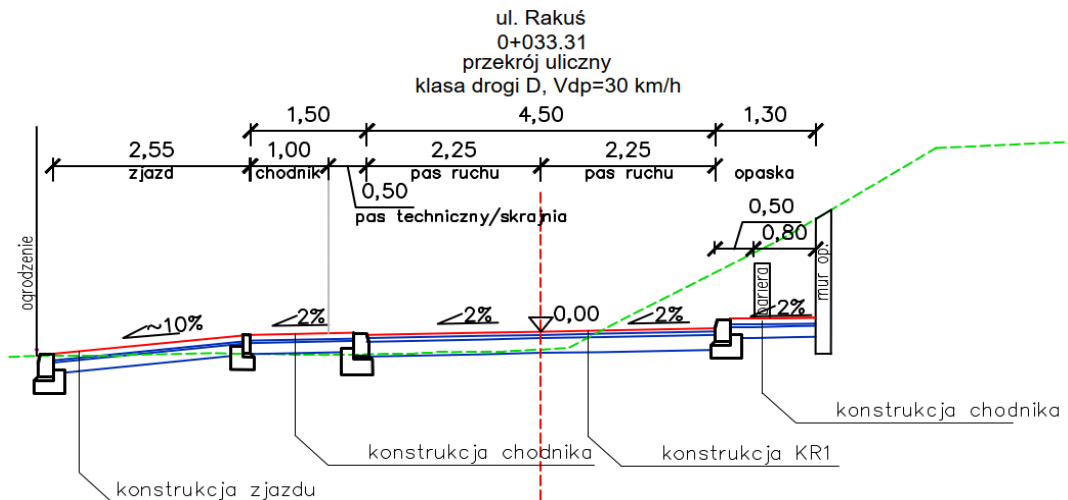 ul. Rakuś
0+033.31
przekrój uliczny
klasa drogi D, Vdp=30 km/h
1,50 4,50 1,30
2,55 1,00 2,25 2,25
zjazd chodnik pas ruchu pas ruchu opaska
0,50 0,50
pas techniczny/skrajnia
0,80
ogrodzenie
bariera
mur op.
~10% 2% 2% 0,00 2% 2%
konstrukcja chodnika
konstrukcja chodnika
konstrukcja KR1
konstrukcja zjazdu